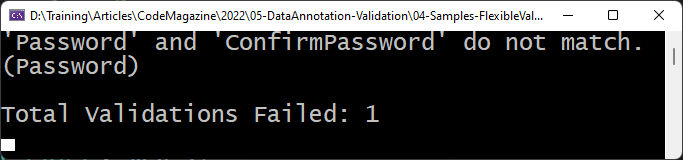 D:\Training\Articles\CodeMagazine\2022\05-DataAnnotation-Validation\04-Samples-FlexibleVal...
'Password' and 'ConfirmPassword' do not match.
(Password)
Total Validations Failed: 1